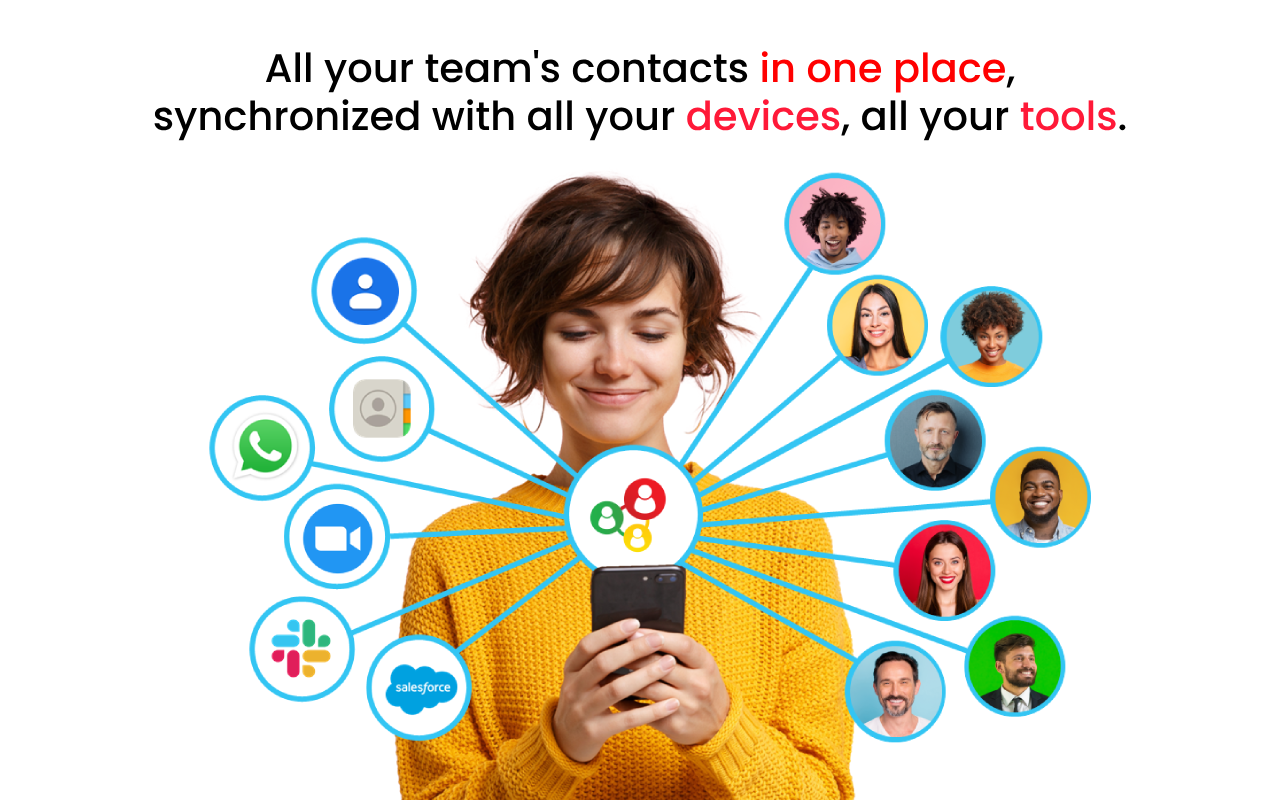 All your team's contacts in one place,
synchronized with all your devices, all your tools.
salesforce